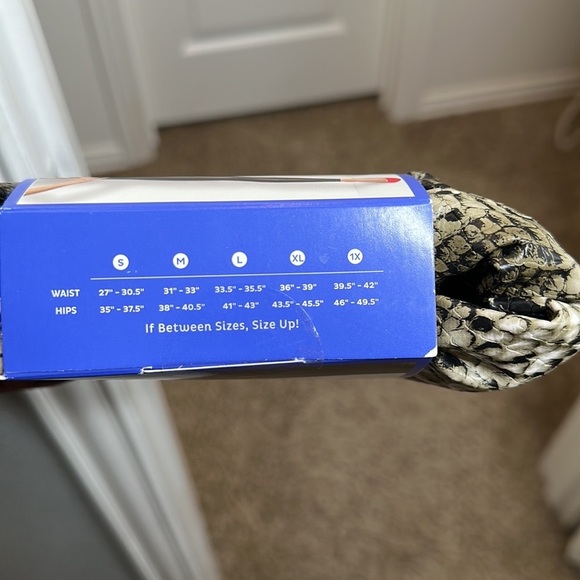 S M L XL 1X
WAIST 27" - 30.5" 31" - 33" 33.5" - 35.5" 36" - 39" 39.5" - 42"
HIPS 35" - 37.5" 38" - 40.5" 41" - 43" 43.5" - 45.5" 46" - 49.5"
If Between Sizes, Size Up!